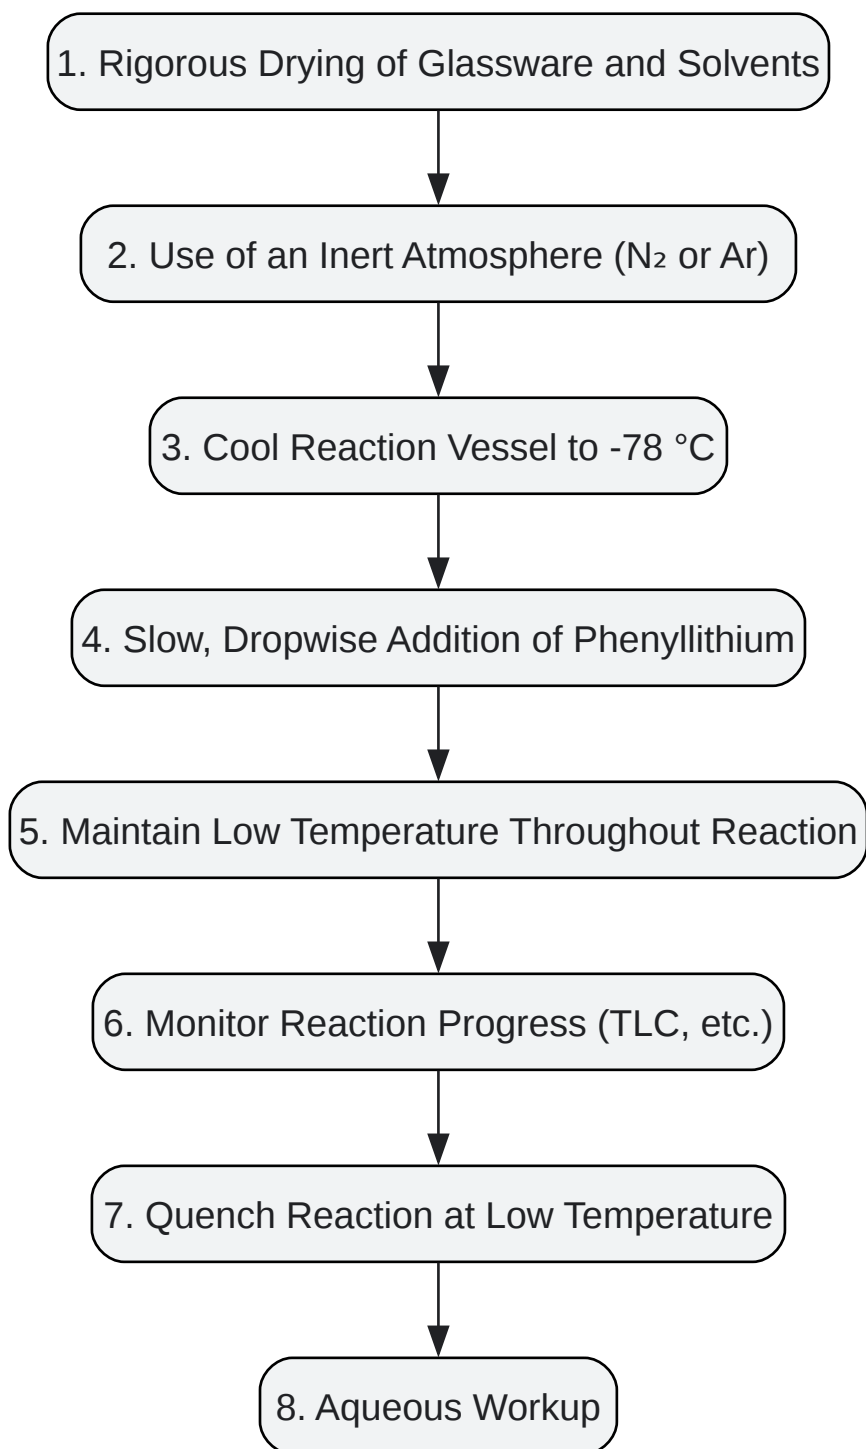 1. Rigorous Drying of Glassware and Solvents
2. Use of an Inert Atmosphere (N₂ or Ar)
3. Cool Reaction Vessel to -78 °C
4. Slow, Dropwise Addition of Phenyllithium
5. Maintain Low Temperature Throughout Reaction
6. Monitor Reaction Progress (TLC, etc.)
7. Quench Reaction at Low Temperature
8. Aqueous Workup